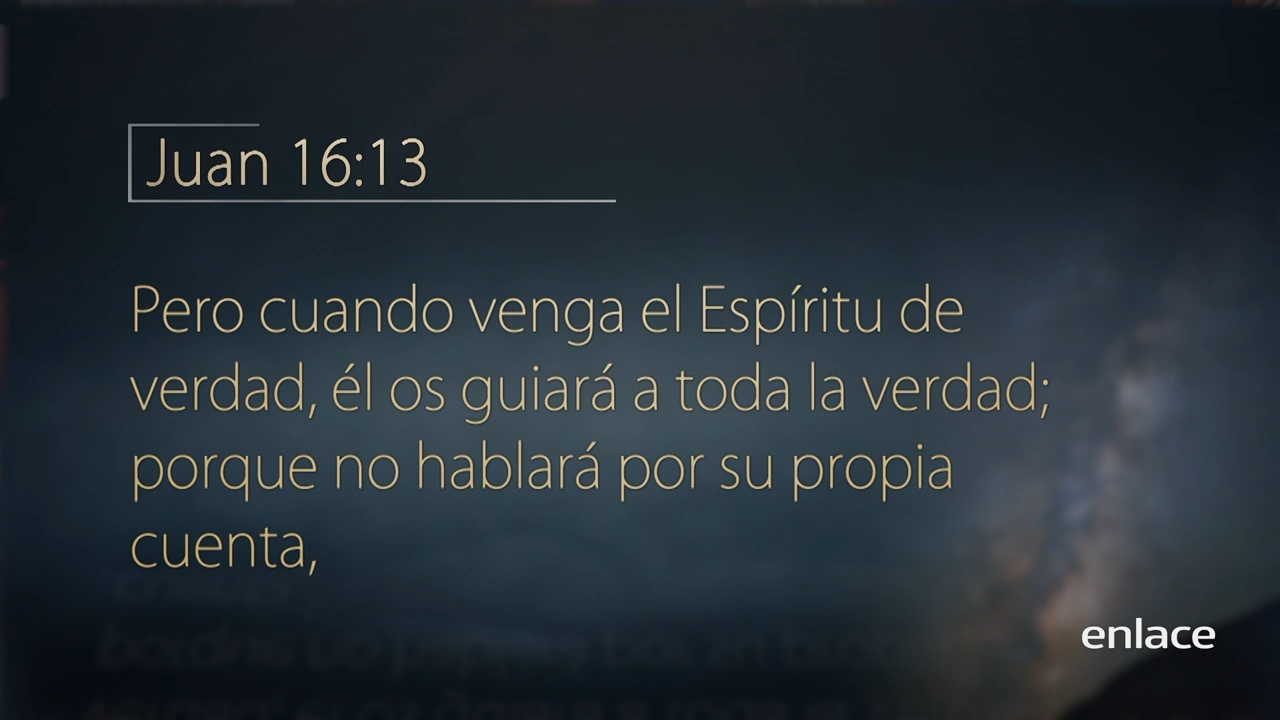 Juan 16:13
Pero cuando venga el Espíritu de
verdad, él os guiará a toda la verdad;
porque no hablará por su propia
cuenta,
enlace